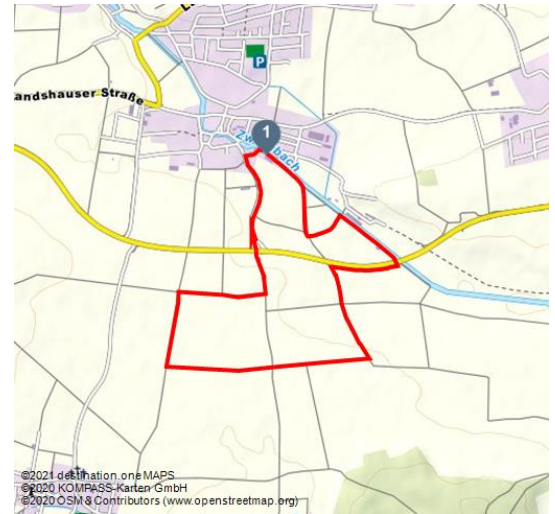 andshauser Straße
P
1
©2021 destination.one MAPS
©2020 KOMPASS-Karten GmbH
©2020 OSM & Contributors (www.openstreetmap.org)